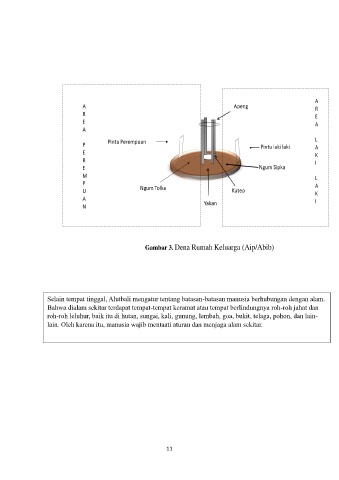 A R E A P E R E M P U A N
A R E A L A K I L A K I
Apeng
Pintu Perempuan
Pintu laki laki
Ngum Sipka
Ngum Tolka
Kateo
Yakan
Gambar 3. Dena Rumah Keluarga (Aip/Abib)
Selain tempat tinggal, Alutbali mengatur tentang batasan-batasan manusia berhubungan dengan alam.
Bahwa dialam sekitar terdapat tempat-tempat keramat atau tempat berlindungnya roh-roh jahat dan
roh-roh leluhur, baik itu di hutan, sungai, kali, gunung, lembah, goa, bukit, telaga, pohon, dan lain-
lain. Oleh karena itu, manusia wajib mentaati aturan dan menjaga alam sekitar.
11